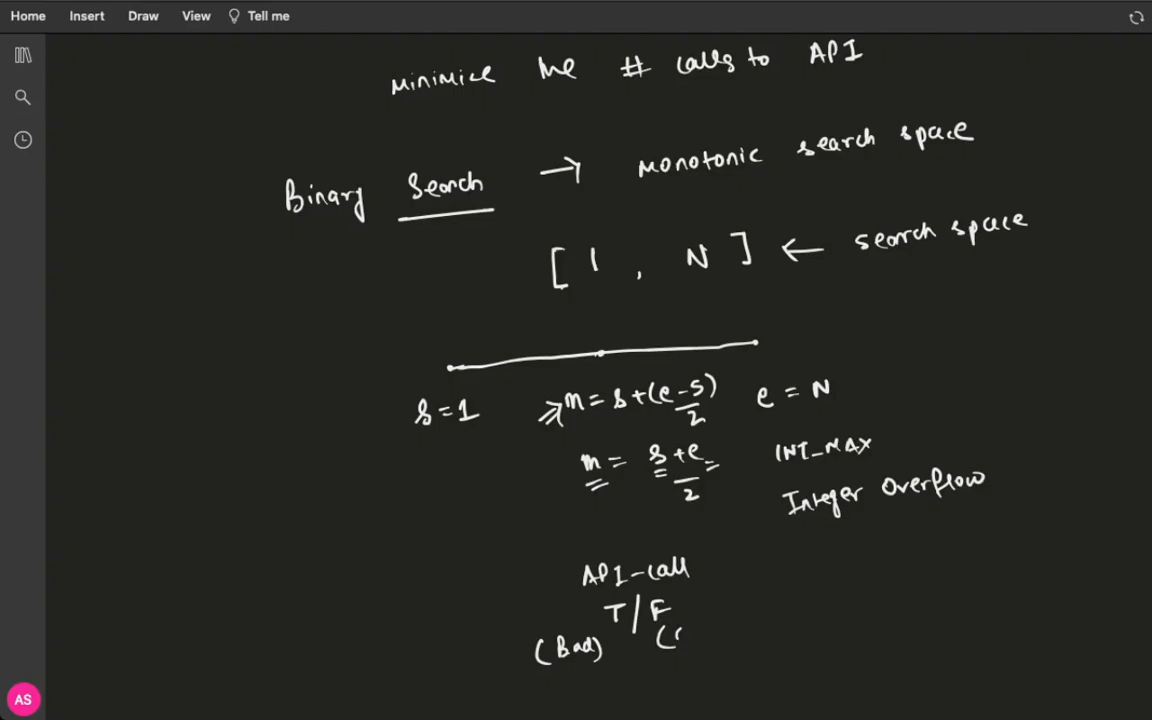 Home Insert Draw View Tell me
Minimize the # calls to API
Binary Search → monotonic search space
[ 1 , N ] ← search space
s = 1 m = s + (e - s)/2 e = N
m = s + e / 2 INT_MAX
Integer Overflow
API-call
T / F
(Bad) (
AS